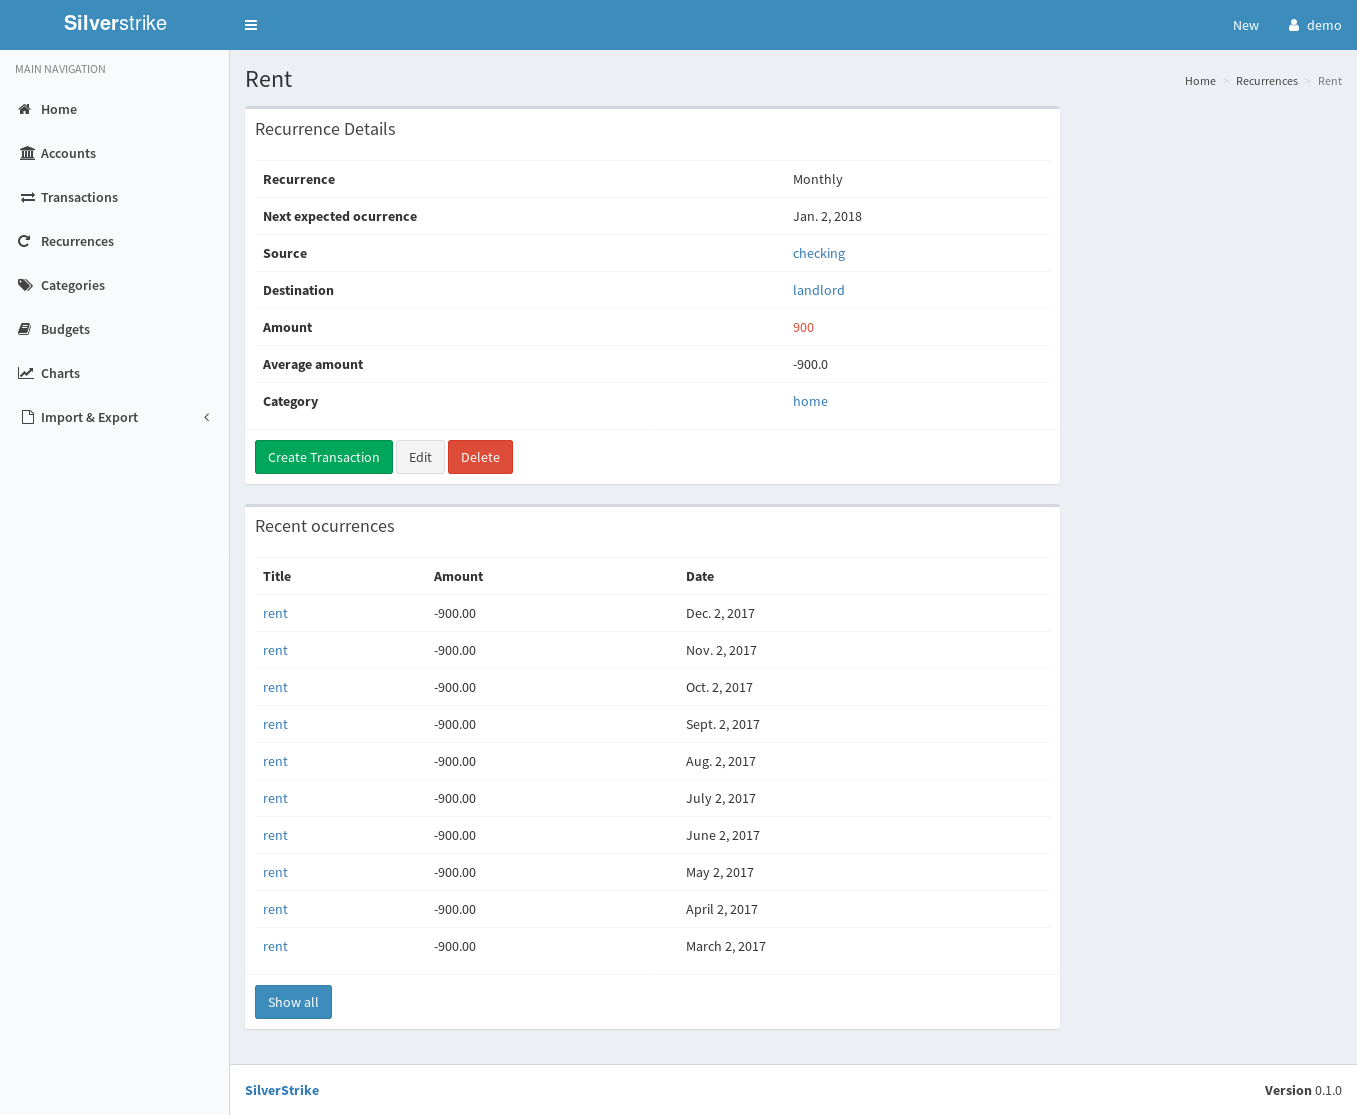 Silverstrike
New
demo
MAIN NAVIGATION
Home
Accounts
Transactions
Recurrences
Categories
Budgets
Charts
Import & Export
Rent
Home > Recurrences > Rent
Recurrence Details
Recurrence Monthly
Next expected ocurrence Jan. 2, 2018
Source checking
Destination landlord
Amount 900
Average amount -900.0
Category home
Create Transaction Edit Delete
Recent ocurrences
Title Amount Date
rent -900.00 Dec. 2, 2017
rent -900.00 Nov. 2, 2017
rent -900.00 Oct. 2, 2017
rent -900.00 Sept. 2, 2017
rent -900.00 Aug. 2, 2017
rent -900.00 July 2, 2017
rent -900.00 June 2, 2017
rent -900.00 May 2, 2017
rent -900.00 April 2, 2017
rent -900.00 March 2, 2017
Show all
SilverStrike
Version 0.1.0